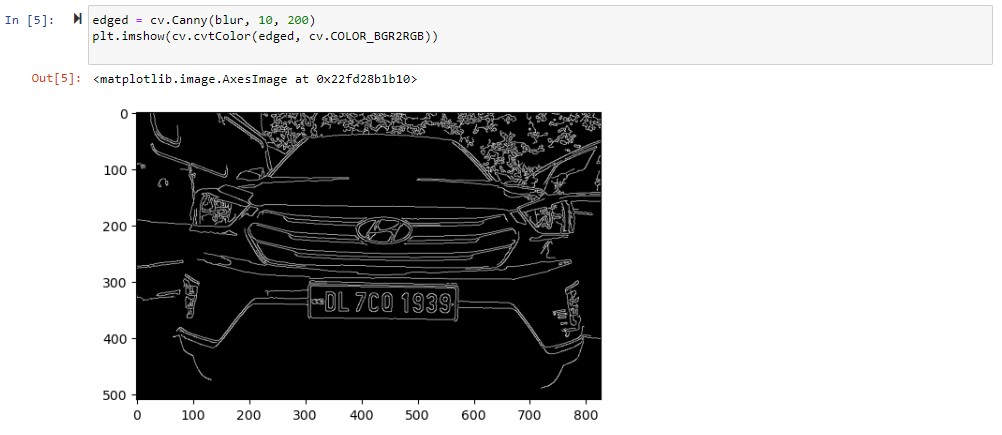 In [5]:
edged = cv.Canny(blur, 10, 200)
plt.imshow(cv.cvtColor(edged, cv.COLOR_BGR2RGB))
Out[5]: <matplotlib.image.AxesImage at 0x22fd28b1b10>
0
100
200
300
400
500
DL 7CQ 1939
0 100 200 300 400 500 600 700 800